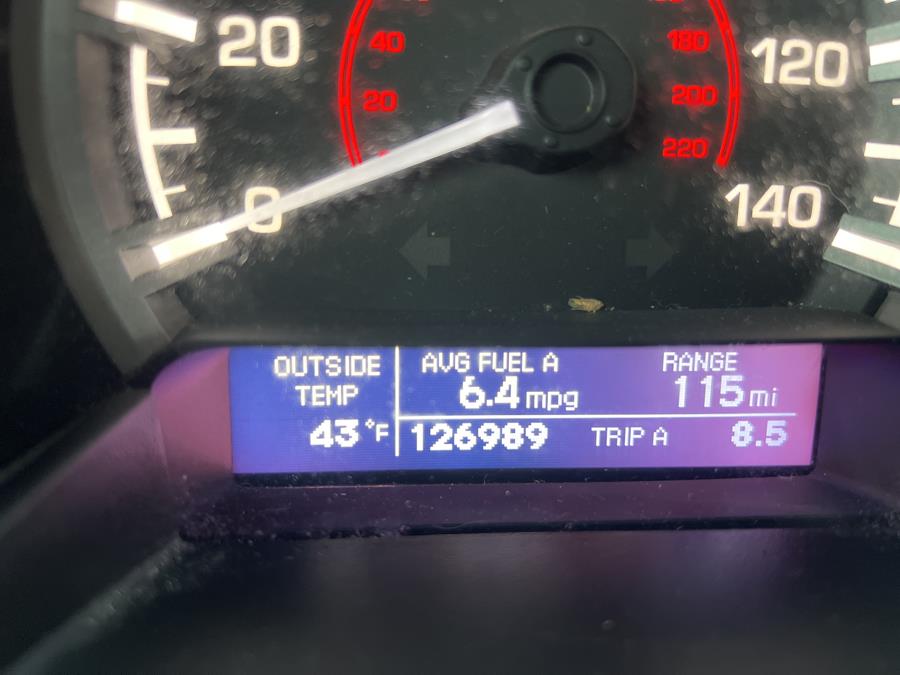 20
40
180
120
20
200
220
0
140
OUTSIDE
TEMP
43°F
AVG FUEL A
6.4 mpg
RANGE
115 mi
126989
TRIP A
8.5